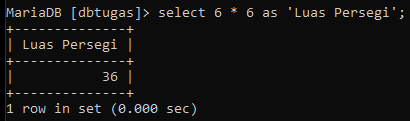 MariaDB [dbtugas]> select 6 * 6 as 'Luas Persegi';
+--------------+
| Luas Persegi |
+--------------+
|           36 |
+--------------+
1 row in set (0.000 sec)